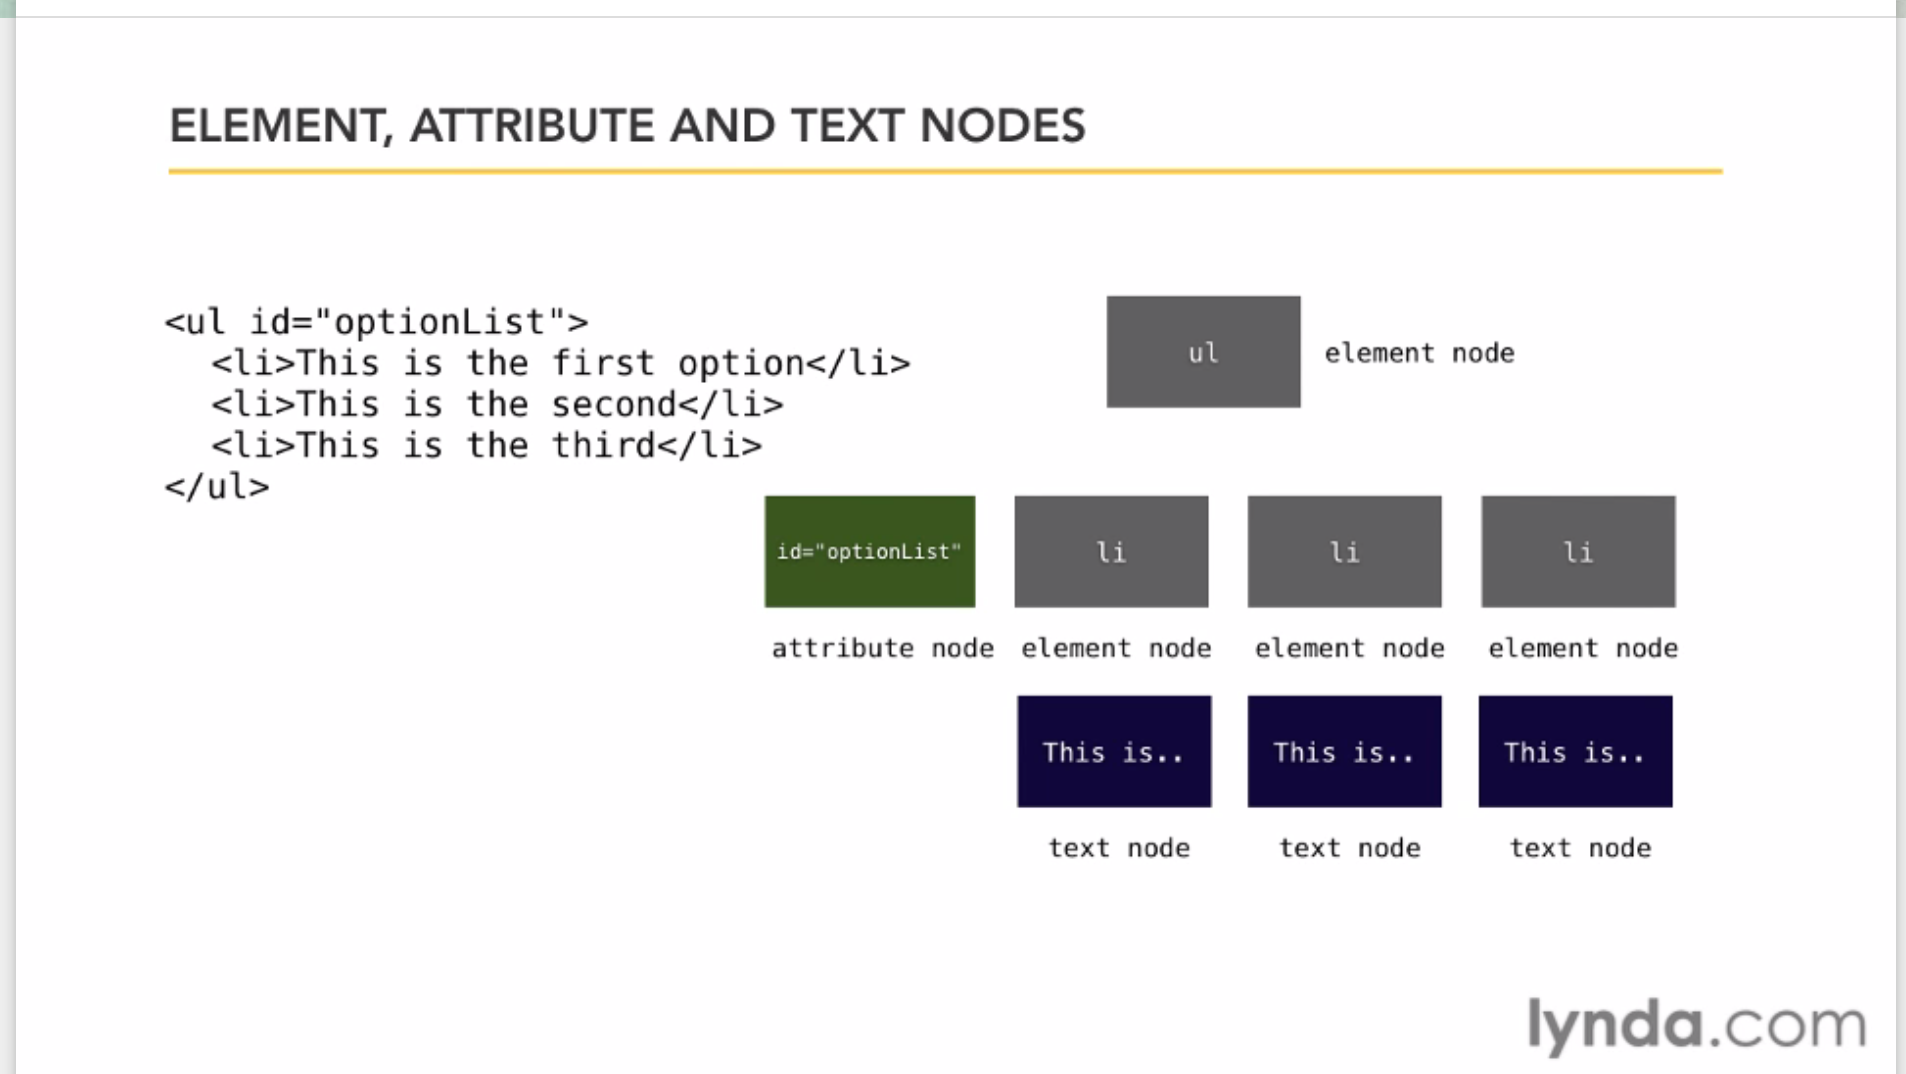 ELEMENT, ATTRIBUTE AND TEXT NODES
<ul id="optionList">
<li>This is the first option</li>
<li>This is the second</li>
<li>This is the third</li>
</ul>
ul element node
id="optionList" li li li
attribute node element node element node element node
This is.. This is.. This is..
text node text node text node
lynda.com